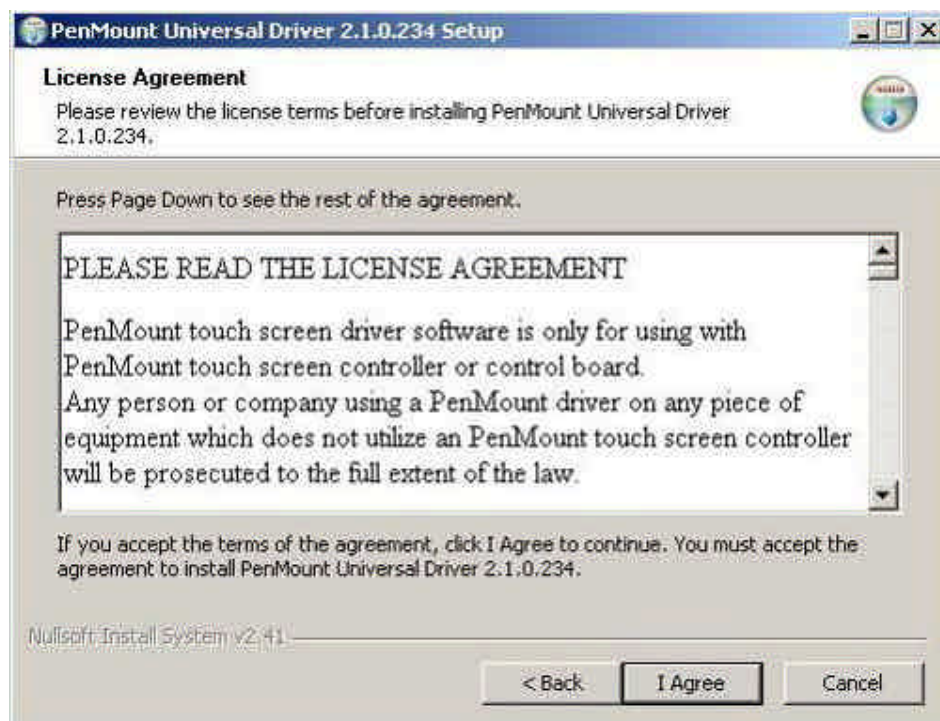 PenMount Universal Driver 2.1.0.234 Setup
License Agreement
Please review the license terms before installing PenMount Universal Driver
2.1.0.234.
Press Page Down to see the rest of the agreement.
PLEASE READ THE LICENSE AGREEMENT
PenMount touch screen driver software is only for using with
PenMount touch screen controller or control board.
Any person or company using a PenMount driver on any piece of
equipment which does not utilize an PenMount touch screen controller
will be prosecuted to the full extent of the law.
If you accept the terms of the agreement, click I Agree to continue. You must accept the
agreement to install PenMount Universal Driver 2.1.0.234.
Nullsoft Install System v2.41
< Back
I Agree
Cancel